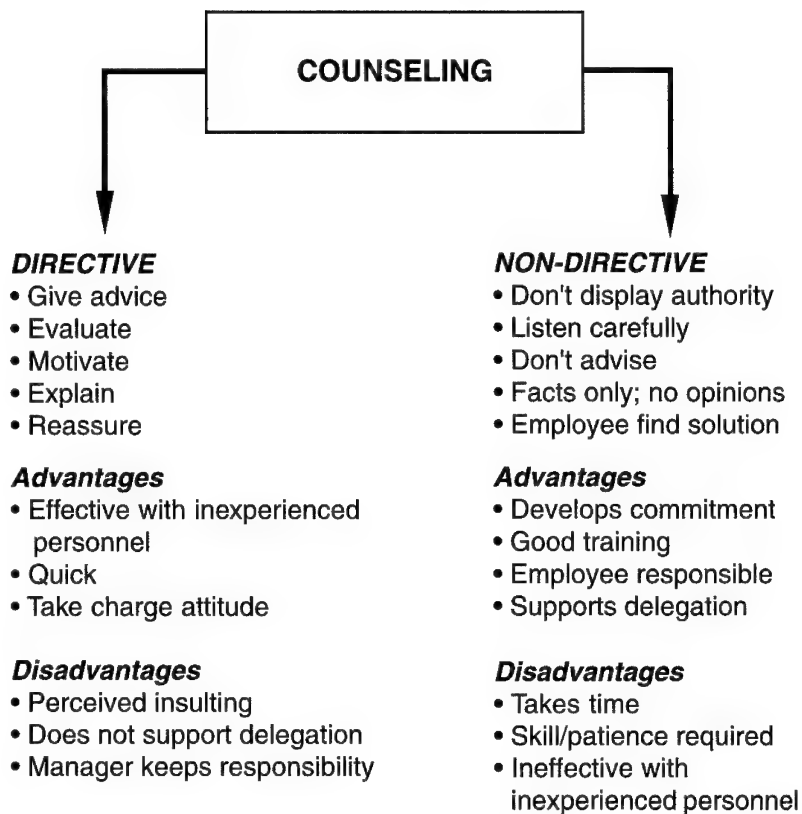 COUNSELING
DIRECTIVE
• Give advice
• Evaluate
• Motivate
• Explain
• Reassure
Advantages
• Effective with inexperienced
personnel
• Quick
• Take charge attitude
Disadvantages
• Perceived insulting
• Does not support delegation
• Manager keeps responsibility
NON-DIRECTIVE
• Don't display authority
• Listen carefully
• Don't advise
• Facts only; no opinions
• Employee find solution
Advantages
• Develops commitment
• Good training
• Employee responsible
• Supports delegation
Disadvantages
• Takes time
• Skill/patience required
• Ineffective with
inexperienced personnel